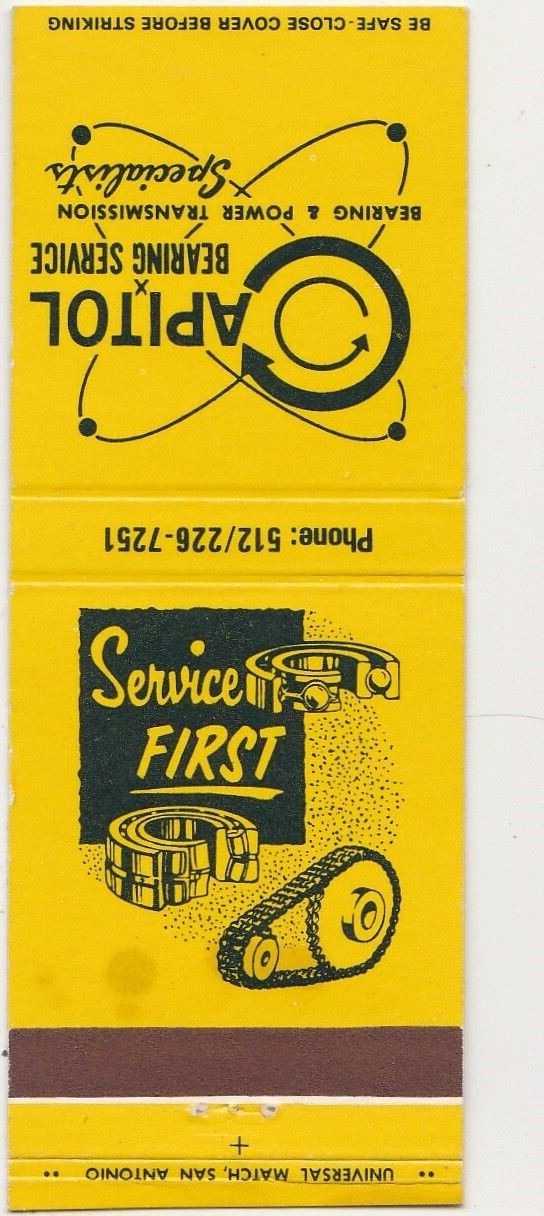 BE SAFE-CLOSE COVER BEFORE STRIKING
Specialists
BEARING & POWER TRANSMISSION
BEARING SERVICE
CAPITOL
Phone: 512/226-7251
Service
FIRST
•• UNIVERSAL MATCH, SAN ANTONIO ••